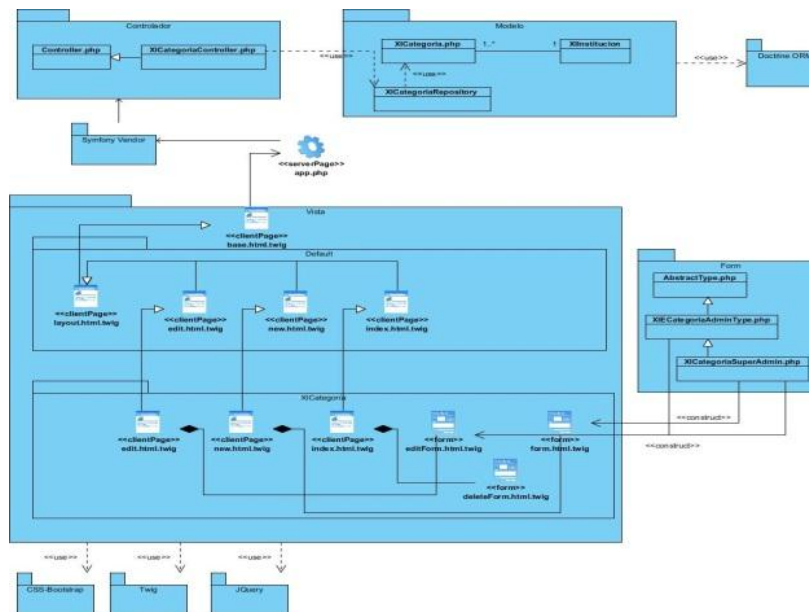 Controlador
Controller.php
XICategoriaController.php
<<use>>
Modelo
XICategoria.php
1..*
1
XIInstitucion
<<use>>
XICategoriaRepository
<<use>>
Doctrine ORM
Symfony Vendor
<<serverPage>>
app.php
Vista
<<clientPage>>
base.html.twig
Default
<<clientPage>>
layout.html.twig
<<clientPage>>
edit.html.twig
<<clientPage>>
new.html.twig
<<clientPage>>
index.html.twig
Form
AbstractType.php
XIECategoriaAdminType.php
XICategoriaSuperAdmin.php
<<construct>>
<<construct>>
XICategoria
<<clientPage>>
edit.html.twig
<<clientPage>>
new.html.twig
<<clientPage>>
index.html.twig
<<form>>
editForm.html.twig
<<form>>
form.html.twig
<<form>>
deleteForm.html.twig
<<use>>
<<use>>
<<use>>
CSS-Bootstrap
Twig
JQuery